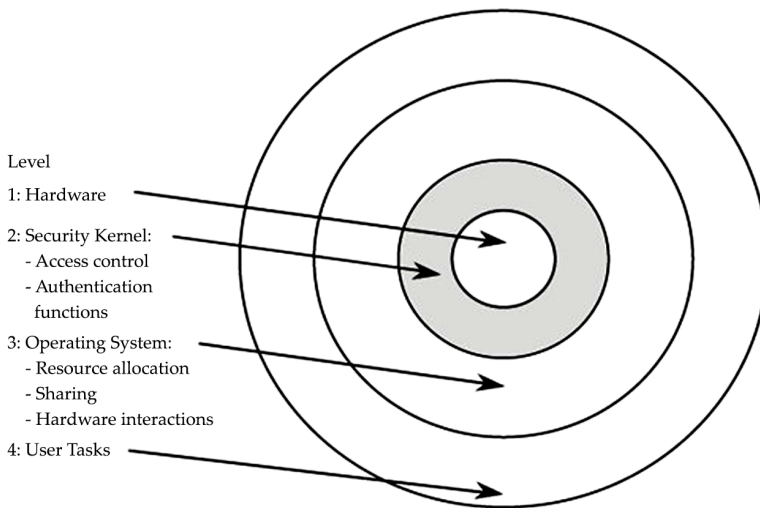 Level
1: Hardware
2: Security Kernel:
- Access control
- Authentication
functions
3: Operating System:
- Resource allocation
- Sharing
- Hardware interactions
4: User Tasks